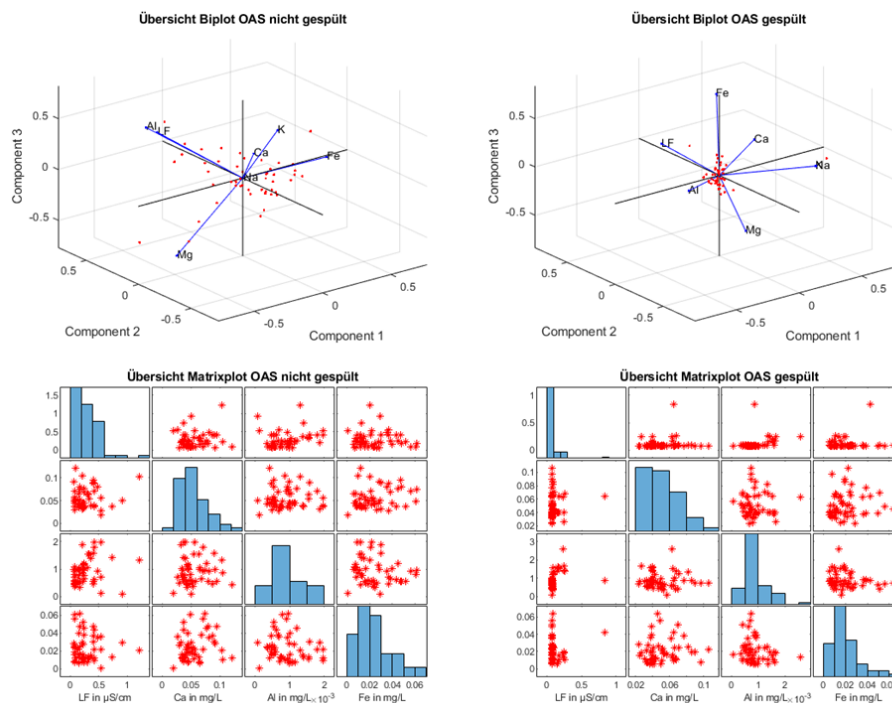 Übersicht Biplot OAS nicht gespült
Übersicht Biplot OAS gespült
Component 3
0.5
0
-0.5
Al
LF
K
Ca
Fe
Na
Mg
0.5
0
-0.5
Component 2
-0.5
0
0.5
Component 1
Component 3
0.5
0
-0.5
Fe
LF
Ca
Na
Al
Mg
0.5
0
-0.5
Component 2
-0.5
0
0.5
Component 1
Übersicht Matrixplot OAS nicht gespült
1.5
1
0.5
0
0.1
0.05
0
2
1
0
0.06
0.04
0.02
0
0
0.5
1
0
0.05
0.1
0
1
2
0
0.02
0.04
0.06
LF in µS/cm
Ca in mg/L
Al in mg/L×10⁻³
Fe in mg/L
Übersicht Matrixplot OAS gespült
1
0.5
0
0.1
0.08
0.06
0.04
0.02
3
2
1
0
0.06
0.04
0.02
0
0
0.5
1
0.02
0.06
0.1
0
1
2
3
0
0.02
0.04
LF in µS/cm
Ca in mg/L
Al in mg/L×10⁻³
Fe in mg/L